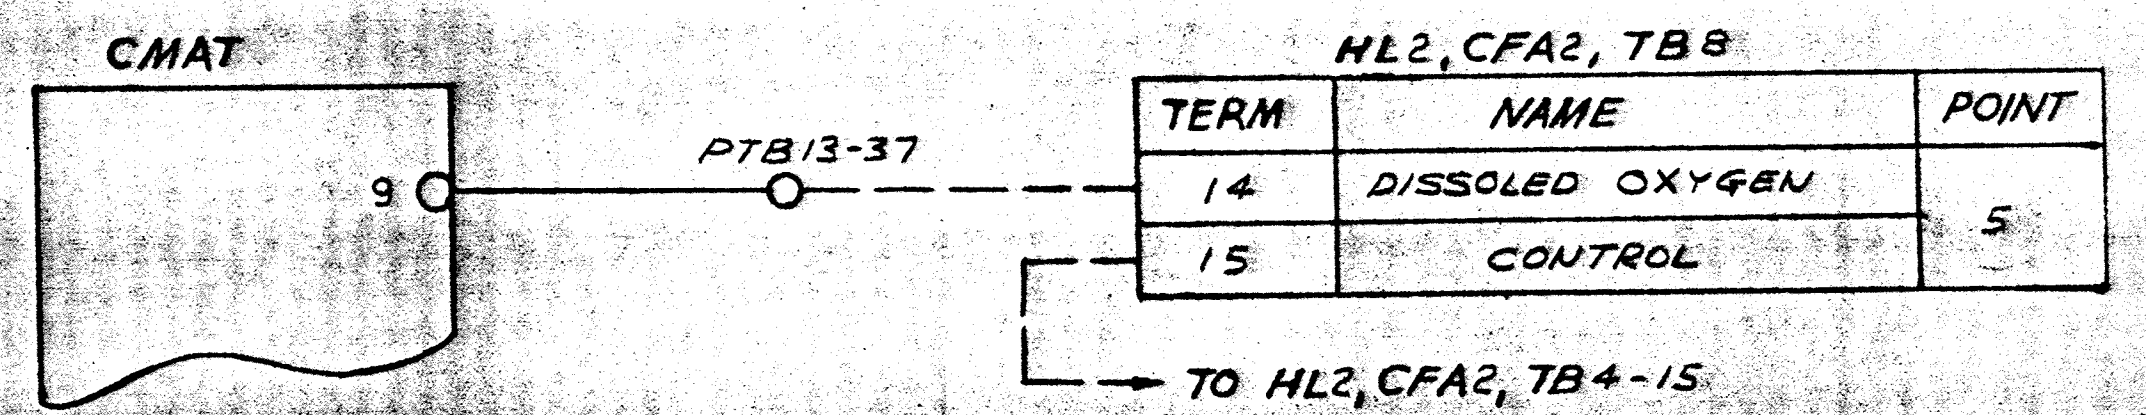 CMAT
HL2, CFA2, TB8
TERM NAME POINT
PTB13-37
9
14 DISSOLED OXYGEN
5
15 CONTROL
TO HL2, CFA2, TB4-15